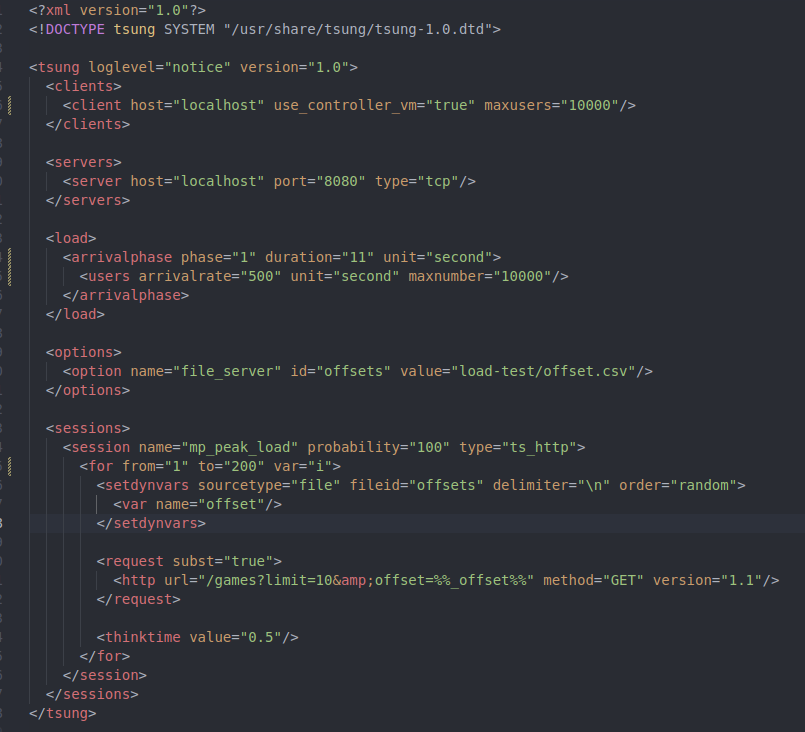 <?xml version="1.0"?>
<!DOCTYPE tsung SYSTEM "/usr/share/tsung/tsung-1.0.dtd">
<tsung loglevel="notice" version="1.0">
<clients>
<client host="localhost" use_controller_vm="true" maxusers="10000"/>
</clients>
<servers>
<server host="localhost" port="8080" type="tcp"/>
</servers>
<load>
<arrivalphase phase="1" duration="11" unit="second">
<users arrivalrate="500" unit="second" maxnumber="10000"/>
</arrivalphase>
</load>
<options>
<option name="file_server" id="offsets" value="load-test/offset.csv"/>
</options>
<sessions>
<session name="mp_peak_load" probability="100" type="ts_http">
<for from="1" to="200" var="i">
<setdynvars sourcetype="file" fileid="offsets" delimiter="\n" order="random">
<var name="offset"/>
</setdynvars>
<request subst="true">
<http url="/games?limit=10&amp;offset=%%_offset%%" method="GET" version="1.1"/>
</request>
<thinktime value="0.5"/>
</for>
</session>
</sessions>
</tsung>